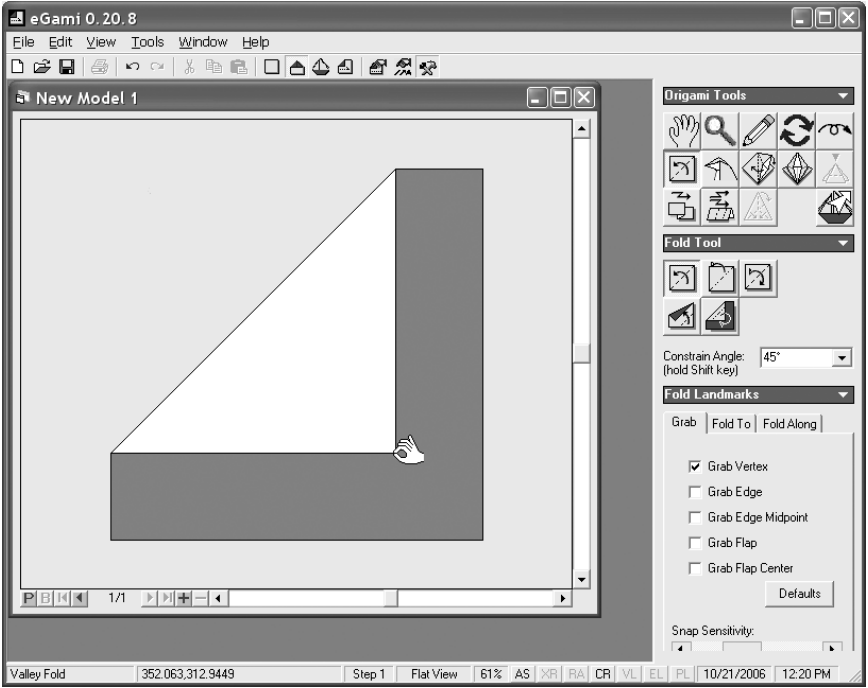 eGami 0.20.8
File Edit View Tools Window Help
New Model 1
Origami Tools
Fold Tool
Constrain Angle: 45°
(hold Shift key)
Fold Landmarks
Grab Fold To Fold Along
Grab Vertex
Grab Edge
Grab Edge Midpoint
Grab Flap
Grab Flap Center
Defaults
Snap Sensitivity:
P B 1/1
Valley Fold 352.063,312.9449 Step 1 Flat View 61% AS XR RA CR VL EL PL 10/21/2006 12:20 PM